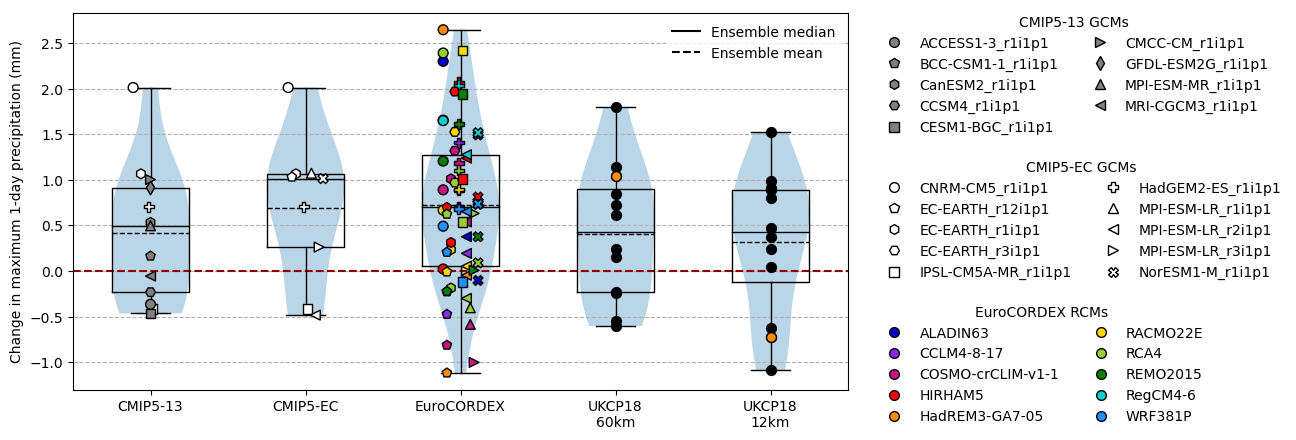 Change in maximum 1-day precipitation (mm)
2.5
2.0
1.5
1.0
0.5
0.0
−0.5
−1.0
Ensemble median
Ensemble mean
CMIP5-13
CMIP5-EC
EuroCORDEX
UKCP18
60km
UKCP18
12km
CMIP5-13 GCMs
ACCESS1-3_r1i1p1
BCC-CSM1-1_r1i1p1
CanESM2_r1i1p1
CCSM4_r1i1p1
CESM1-BGC_r1i1p1
CMCC-CM_r1i1p1
GFDL-ESM2G_r1i1p1
MPI-ESM-MR_r1i1p1
MRI-CGCM3_r1i1p1
CMIP5-EC GCMs
CNRM-CM5_r1i1p1
EC-EARTH_r12i1p1
EC-EARTH_r1i1p1
EC-EARTH_r3i1p1
IPSL-CM5A-MR_r1i1p1
HadGEM2-ES_r1i1p1
MPI-ESM-LR_r1i1p1
MPI-ESM-LR_r2i1p1
MPI-ESM-LR_r3i1p1
NorESM1-M_r1i1p1
EuroCORDEX RCMs
ALADIN63
CCLM4-8-17
COSMO-crCLIM-v1-1
HIRHAM5
HadREM3-GA7-05
RACMO22E
RCA4
REMO2015
RegCM4-6
WRF381P